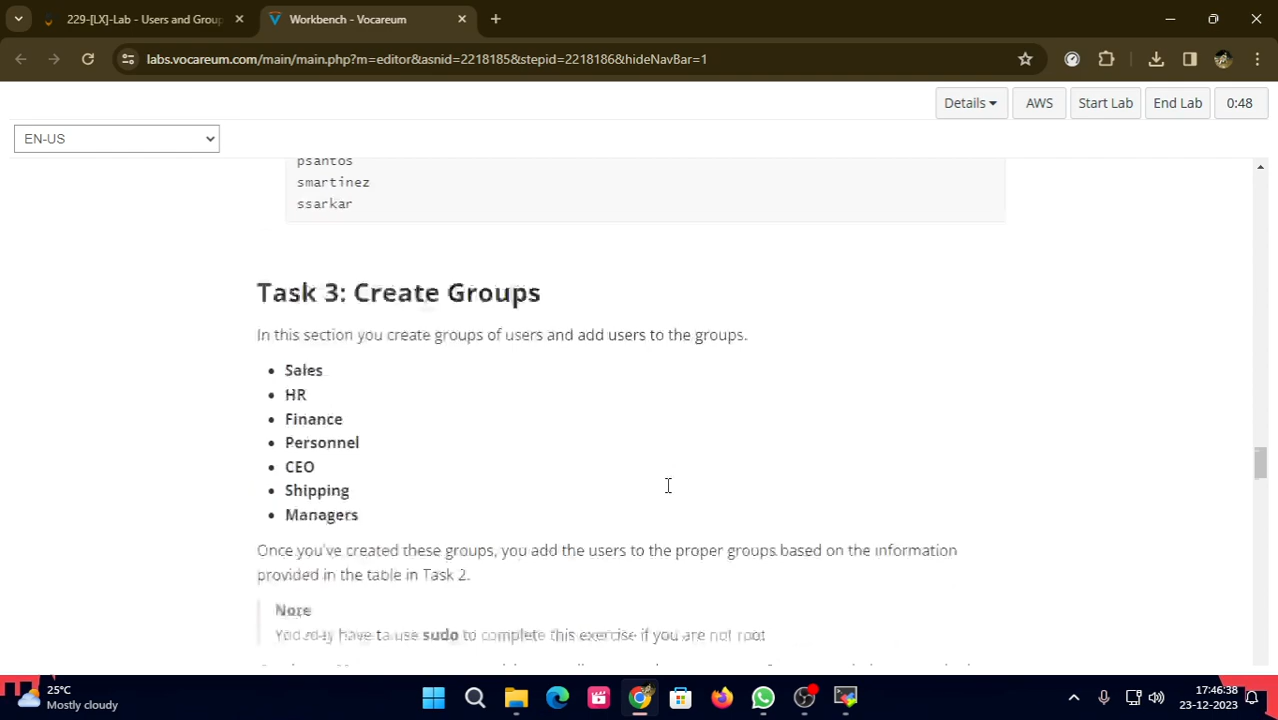 229-[LX]-Lab - Users and Group
Workbench - Vocareum
labs.vocareum.com/main/main.php?m=editor&asnid=2218185&stepid=2218186&hideNavBar=1
Details
AWS
Start Lab
End Lab
0:48
EN-US
psantos
smartinez
ssarkar
Task 3: Create Groups
In this section you create groups of users and add users to the groups.
• Sales
• HR
• Finance
• Personnel
• CEO
• Shipping
• Managers
Once you've created these groups, you add the users to the proper groups based on the information
provided in the table in Task 2.
Note
You may have to use sudo to complete this exercise if you are not root
25°C
Mostly cloudy
17:46:38
23-12-2023